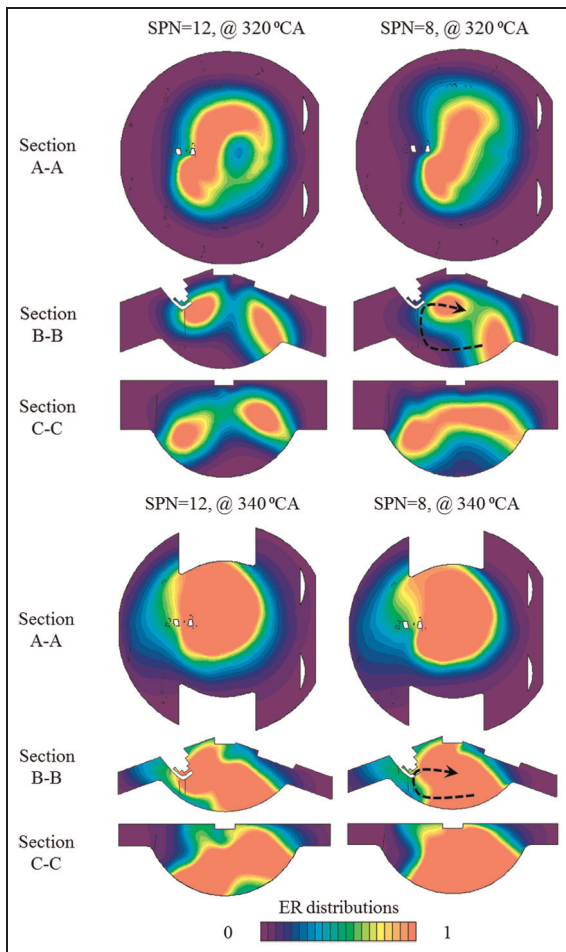 SPN=12, @ 320 ºCA SPN=8, @ 320 ºCA
Section
A-A
Section
B-B
Section
C-C
SPN=12, @ 340 ºCA SPN=8, @ 340 ºCA
Section
A-A
Section
B-B
Section
C-C
ER distributions
0 1